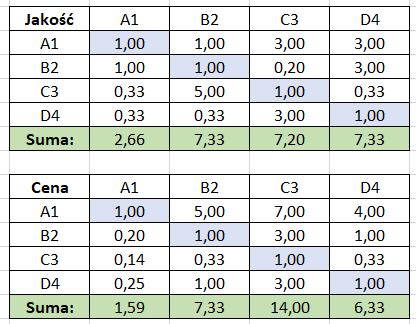 Jakość A1 B2 C3 D4
A1 1,00 1,00 3,00 3,00
B2 1,00 1,00 0,20 3,00
C3 0,33 5,00 1,00 0,33
D4 0,33 0,33 3,00 1,00
Suma: 2,66 7,33 7,20 7,33
Cena A1 B2 C3 D4
A1 1,00 5,00 7,00 4,00
B2 0,20 1,00 3,00 1,00
C3 0,14 0,33 1,00 0,33
D4 0,25 1,00 3,00 1,00
Suma: 1,59 7,33 14,00 6,33